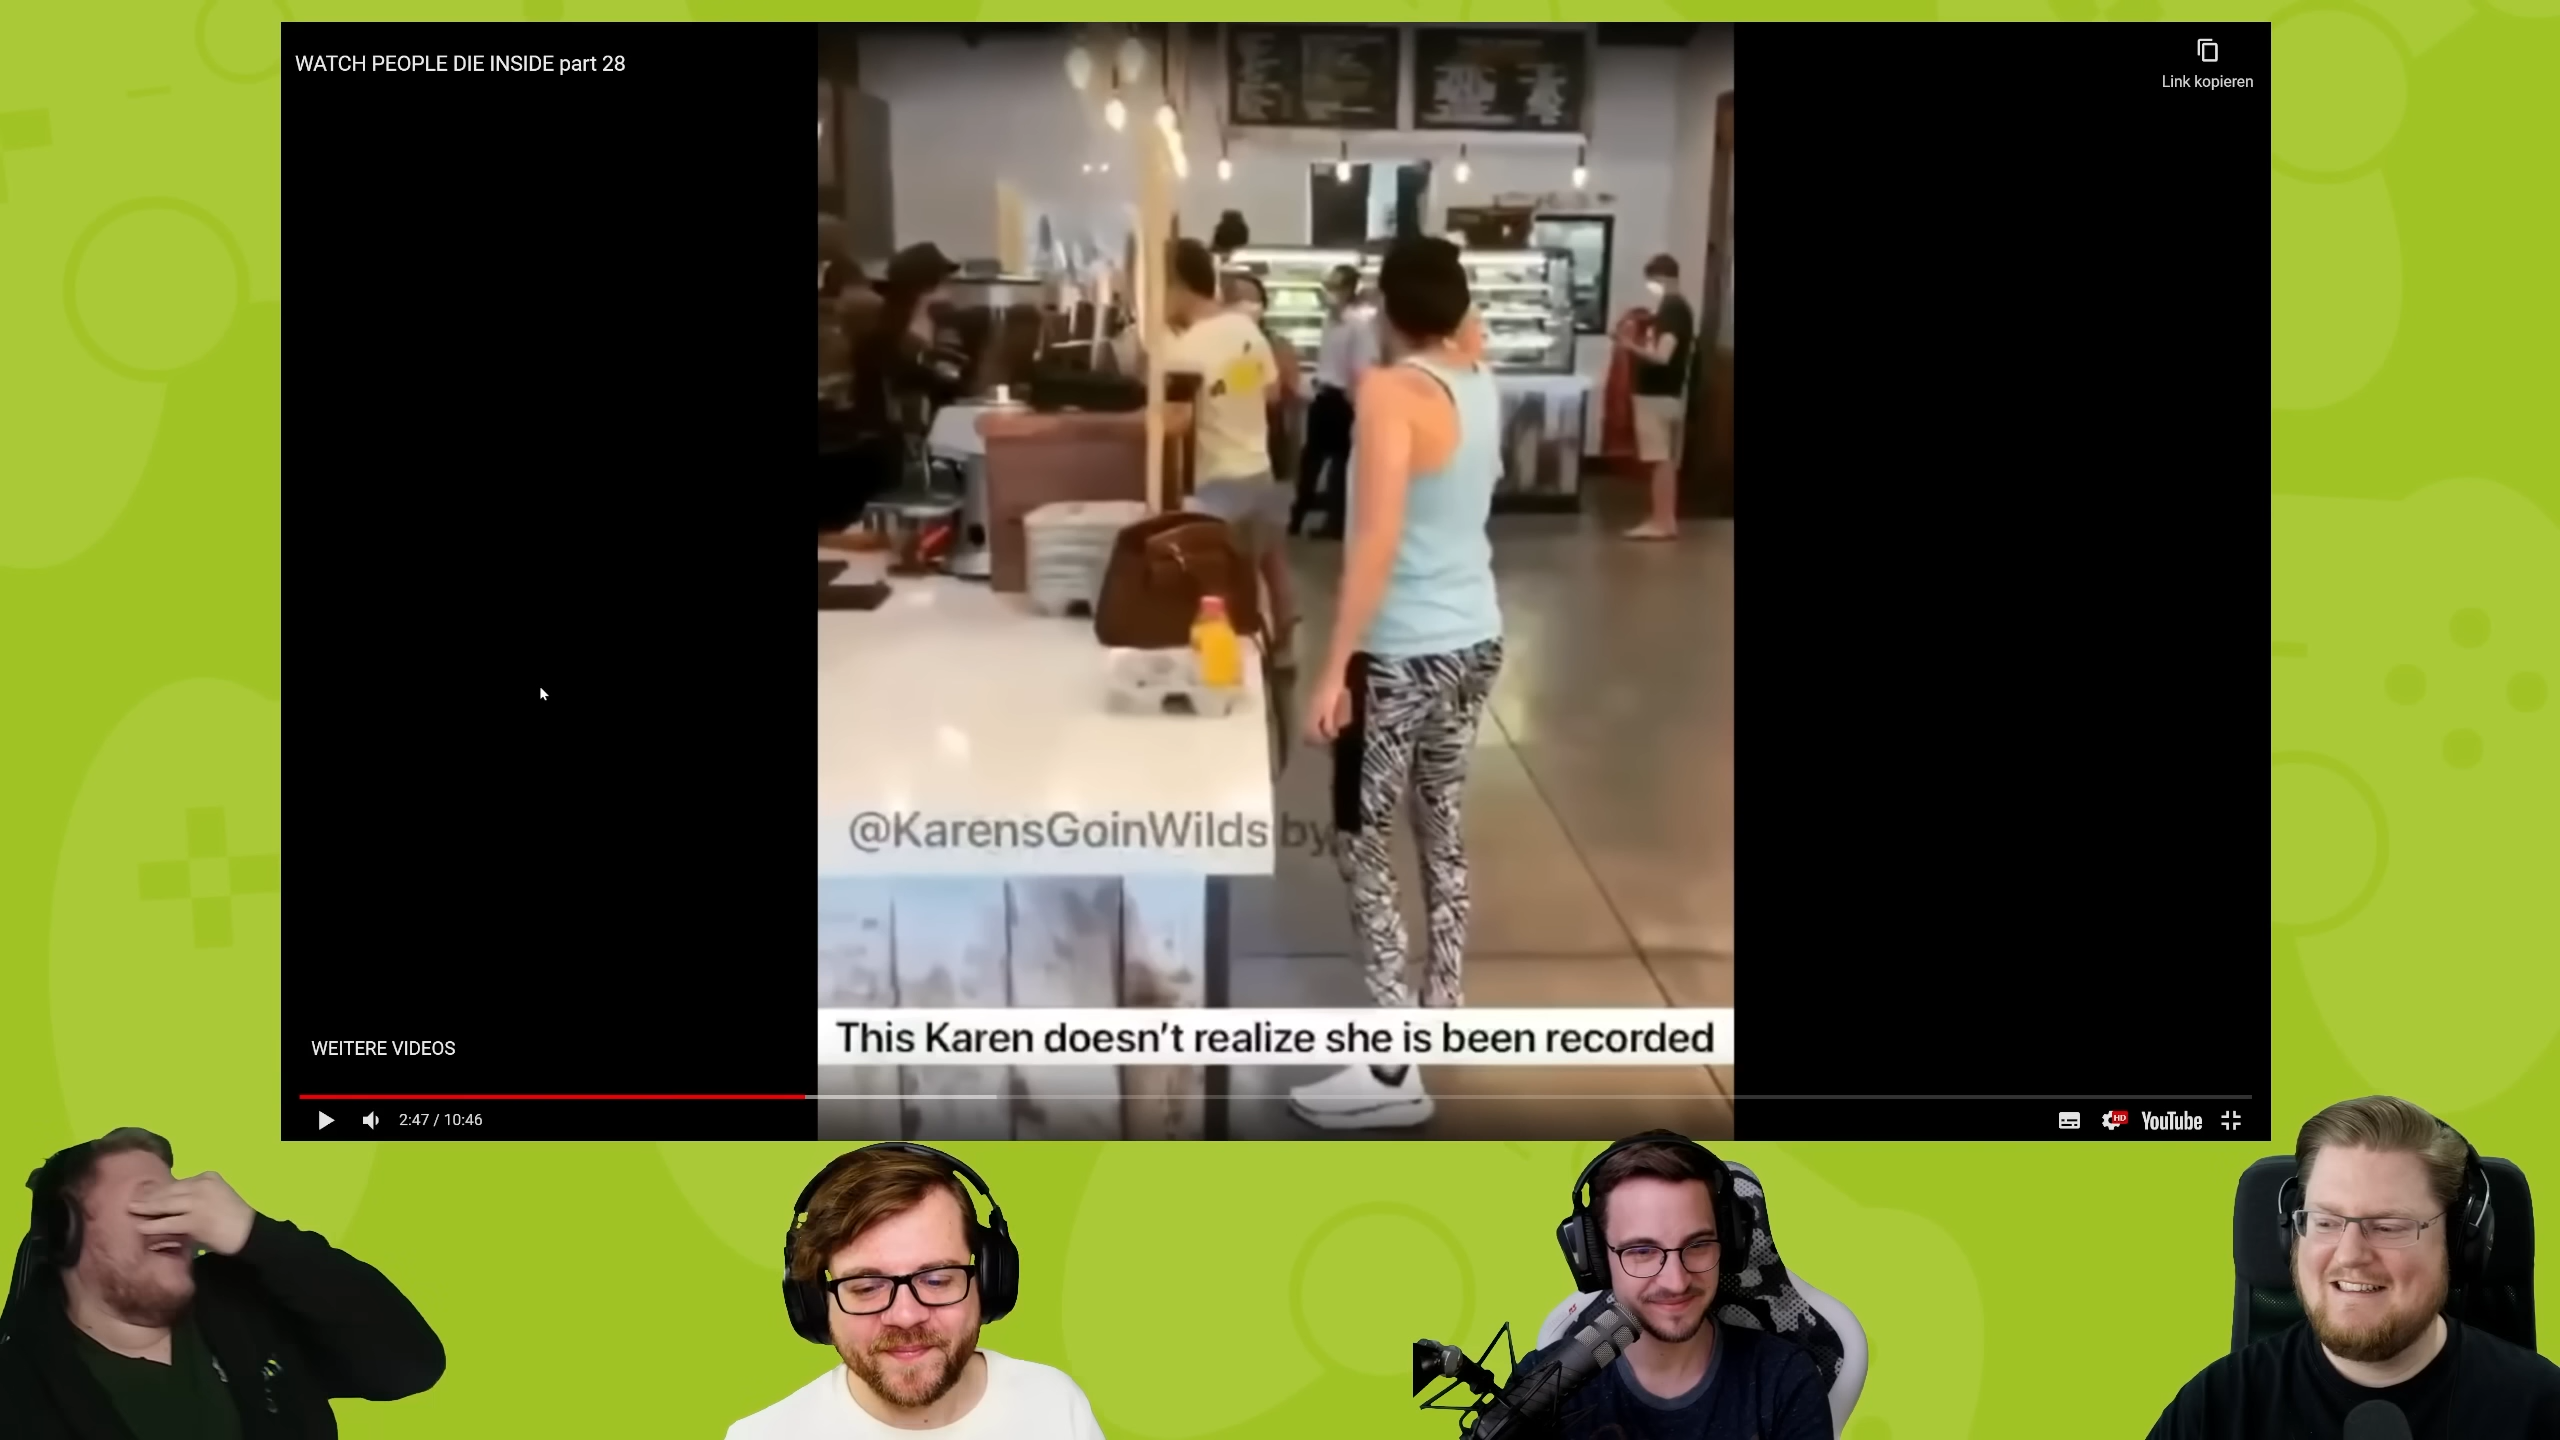 WATCH PEOPLE DIE INSIDE part 28
Link kopieren
@KarensGoinWilds by
This Karen doesn't realize she is been recorded
WEITERE VIDEOS
2:47 / 10:46
HD
YouTube